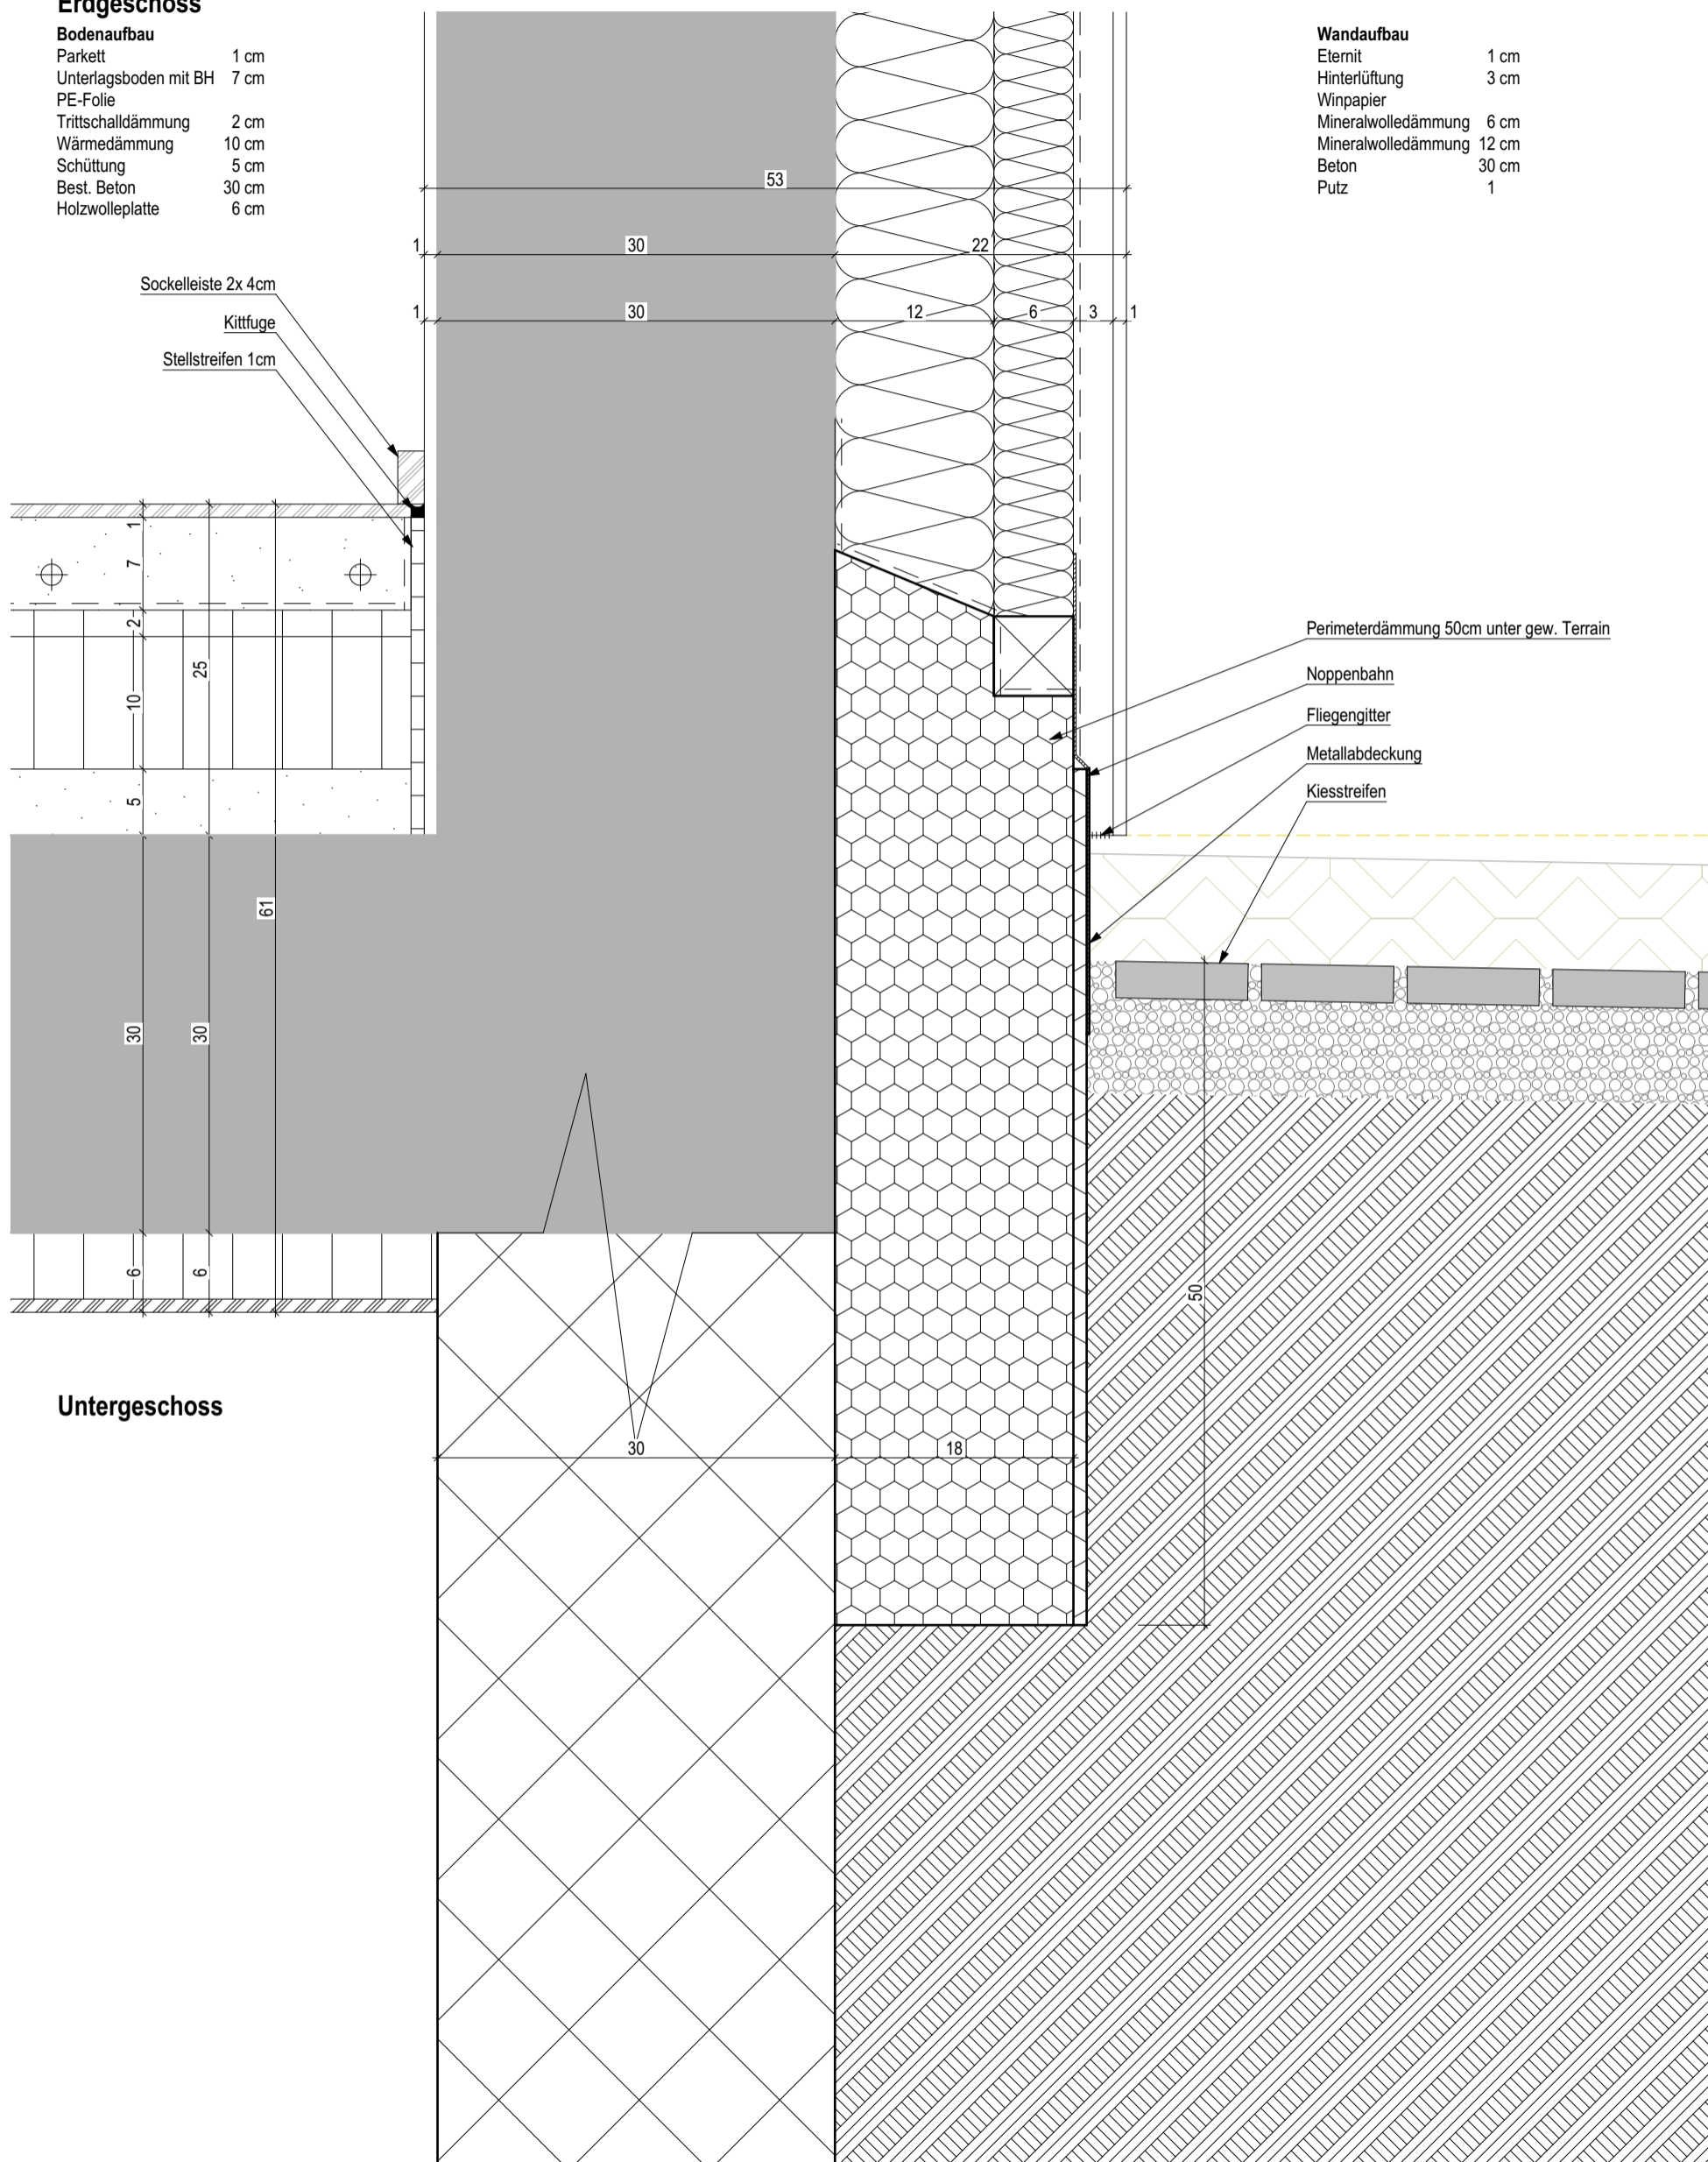 Erdgeschoss
Bodenaufbau
Parkett 1 cm
Unterlagsboden mit BH 7 cm
PE-Folie
Trittschalldämmung 2 cm
Wärmedämmung 10 cm
Schüttung 5 cm
Best. Beton 30 cm
Holzwolleplatte 6 cm
Wandaufbau
Eternit 1 cm
Hinterlüftung 3 cm
Winpapier
Mineralwolledämmung 6 cm
Mineralwolledämmung 12 cm
Beton 30 cm
Putz 1
53
1 30 22
1 30 12 6 3 1
Sockelleiste 2x 4cm
Kittfuge
Stellstreifen 1cm
1
7
2
10
5
30
6
25
30
6
61
Perimeterdämmung 50cm unter gew. Terrain
Noppenbahn
Fliegengitter
Metallabdeckung
Kiesstreifen
50
Untergeschoss
30 18